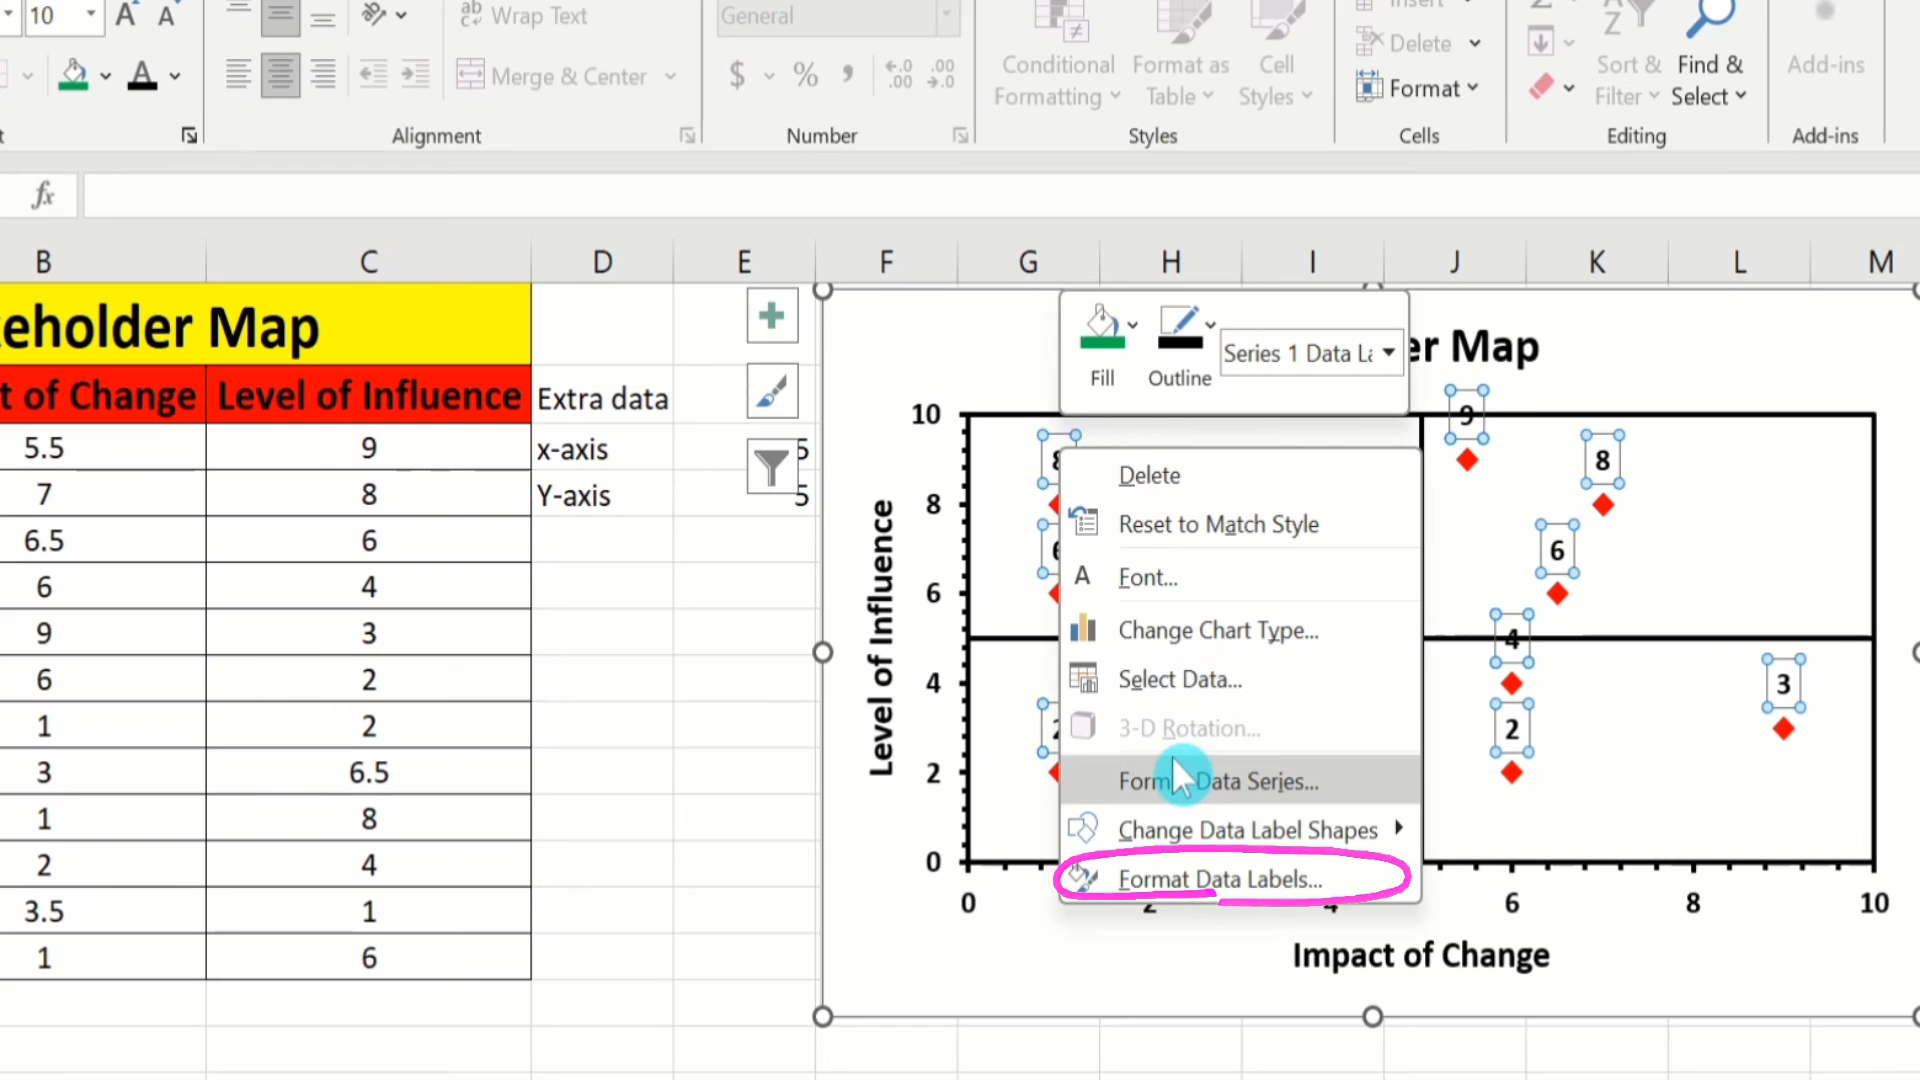 10 A A ab Wrap Text General Insert
Conditional Format as Cell Delete Sort & Find & Add-ins
Merge & Center $ % , Formatting Table Styles Format Filter Select
Alignment Number Styles Cells Editing Add-ins
fx
B C D E F G H I J K L M
eholder Map
t of Change Level of Influence Extra data
5.5 9 x-axis 5
7 8 Y-axis 5
6.5 6
6 4
9 3
6 2
1 2
3 6.5
1 8
2 4
3.5 1
1 6
Series 1 Data La
Fill Outline
er Map
Delete
Reset to Match Style
Font...
Change Chart Type...
Select Data...
3-D Rotation...
Format Data Series...
Change Data Label Shapes
Format Data Labels...
Level of Influence
10
8
6
4
2
0
9
8
6
4
3
2
0 2 4 6 8 10
Impact of Change